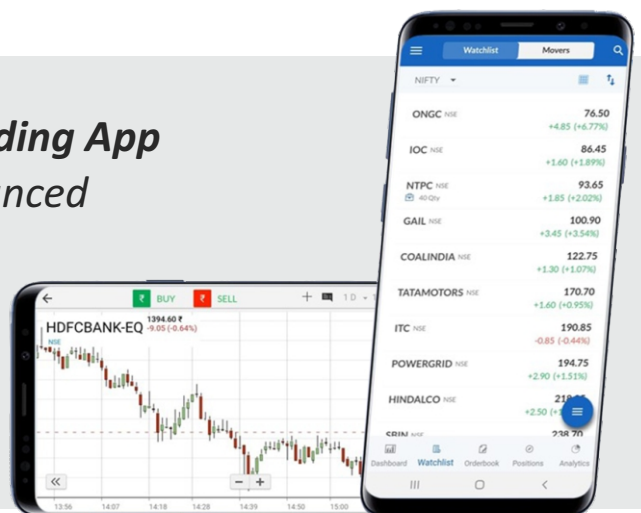 ding App
nced
Watchlist Movers
NIFTY
ONGC NSE 76.50
+4.85 (+6.77%)
IOC NSE 86.45
+1.60 (+1.89%)
NTPC NSE 93.65
40 Qty +1.85 (+2.02%)
GAIL NSE 100.90
+3.45 (+3.54%)
COALINDIA NSE 122.75
+1.30 (+1.07%)
TATAMOTORS NSE 170.70
+1.60 (+0.95%)
ITC NSE 190.85
-0.85 (-0.44%)
POWERGRID NSE 194.75
+2.90 (+1.51%)
HINDALCO NSE
+2.50
SBIN NSE 238.70
Dashboard Watchlist Orderbook Positions Analytics
₹ BUY ₹ SELL 1 D
HDFCBANK-EQ 1394.60 ₹
-9.05 (-0.64%)
NSE
13:56 14:07 14:18 14:28 14:39 14:50 15:00